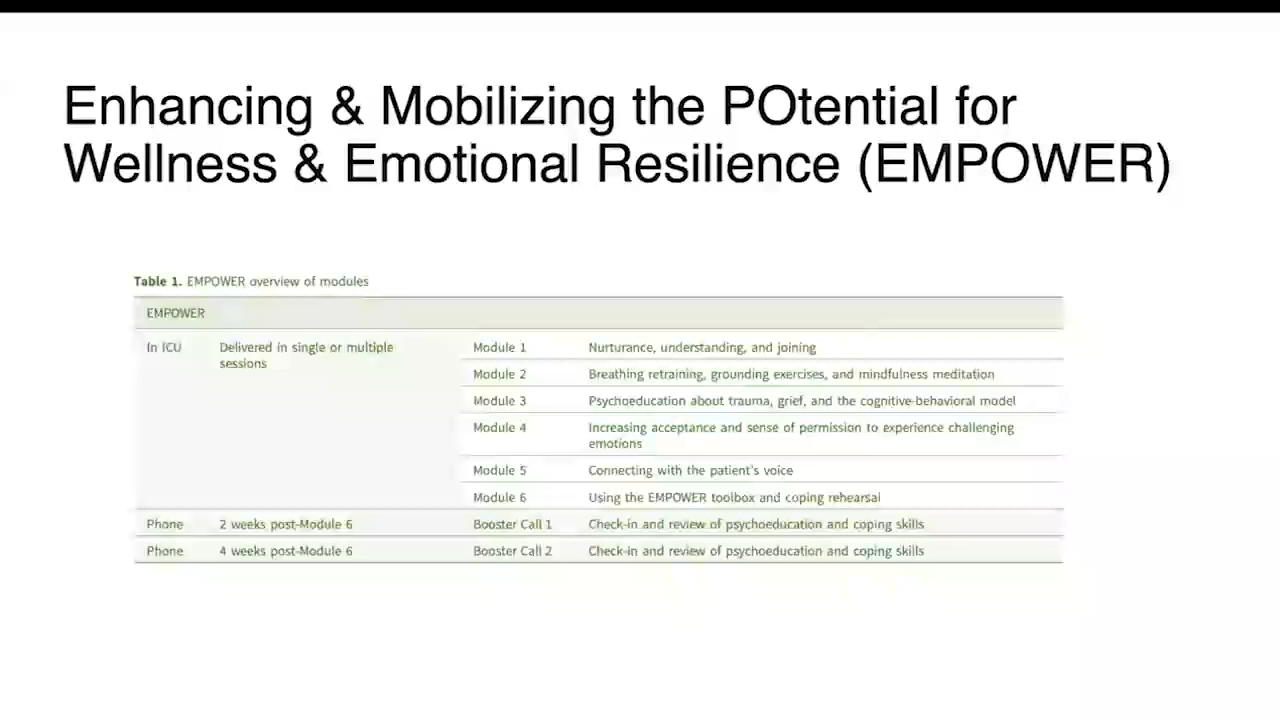 Enhancing & Mobilizing the POtential for
Wellness & Emotional Resilience (EMPOWER)
Table 1. EMPOWER overview of modules
EMPOWER
In ICU Delivered in single or multiple sessions Module 1 Nurturance, understanding, and joining
Module 2 Breathing retraining, grounding exercises, and mindfulness meditation
Module 3 Psychoeducation about trauma, grief, and the cognitive-behavioral model
Module 4 Increasing acceptance and sense of permission to experience challenging
emotions
Module 5 Connecting with the patient's voice
Module 6 Using the EMPOWER toolbox and coping rehearsal
Phone 2 weeks post-Module 6 Booster Call 1 Check-in and review of psychoeducation and coping skills
Phone 4 weeks post-Module 6 Booster Call 2 Check-in and review of psychoeducation and coping skills